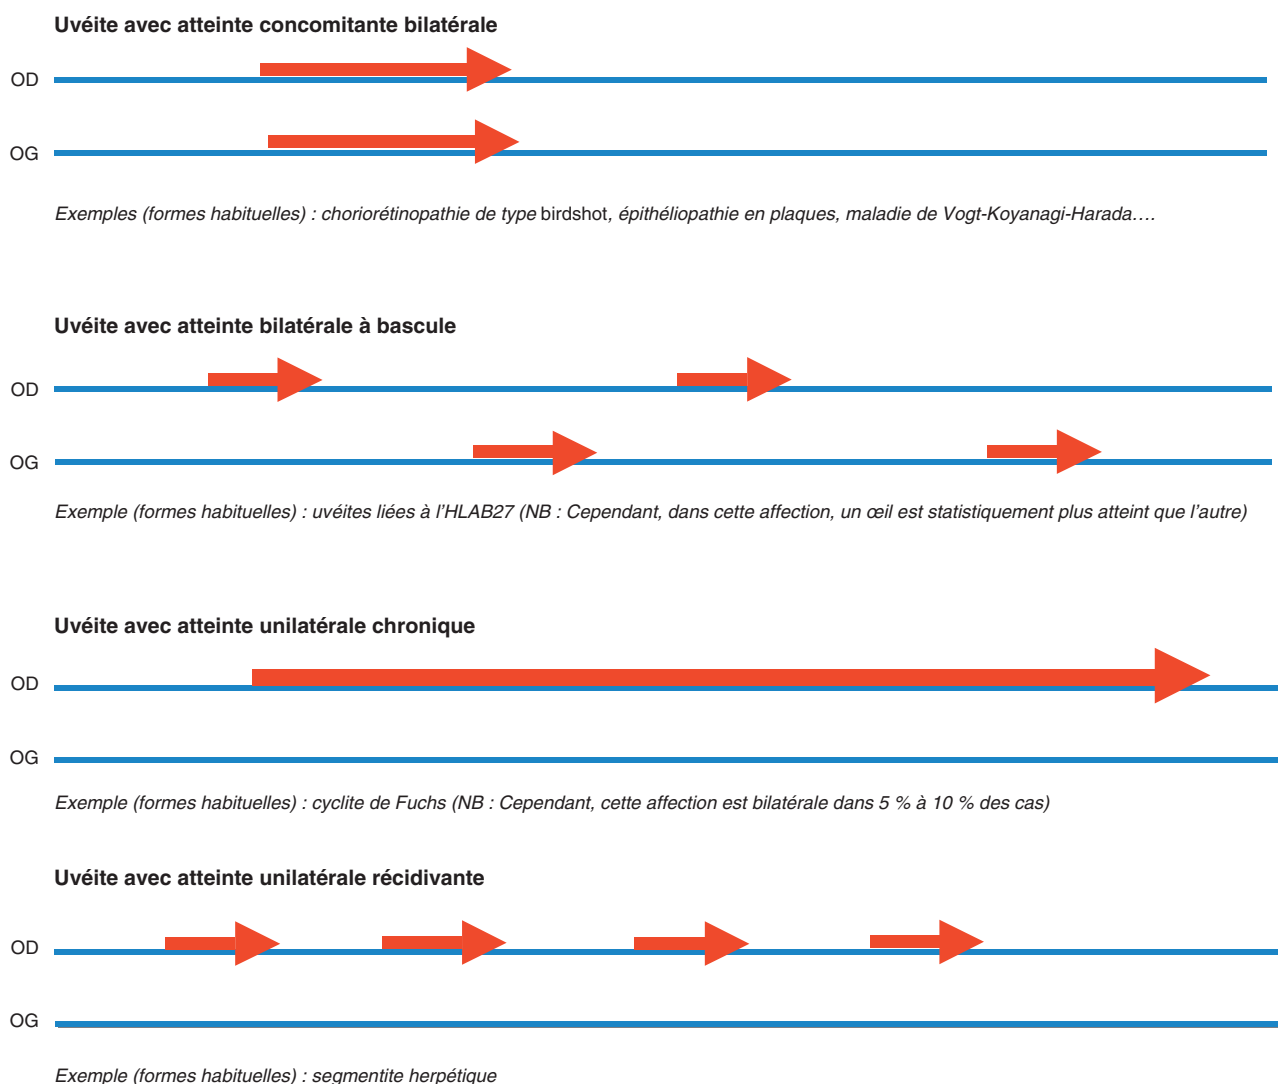 Uvéite avec atteinte concomitante bilatérale
OD
OG
Exemples (formes habituelles) : choriorétinopathie de type birdshot, épithéliopathie en plaques, maladie de Vogt-Koyanagi-Harada….
Uvéite avec atteinte bilatérale à bascule
OD
OG
Exemple (formes habituelles) : uvéites liées à l’HLAB27 (NB : Cependant, dans cette affection, un œil est statistiquement plus atteint que l’autre)
Uvéite avec atteinte unilatérale chronique
OD
OG
Exemple (formes habituelles) : cyclite de Fuchs (NB : Cependant, cette affection est bilatérale dans 5 % à 10 % des cas)
Uvéite avec atteinte unilatérale récidivante
OD
OG
Exemple (formes habituelles) : segmentite herpétique